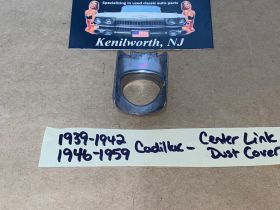 Specializing in used classic auto parts
Kenilworth, NJ
1939-1942 Cadillac - Center Link
1946-1959 Dust Cover